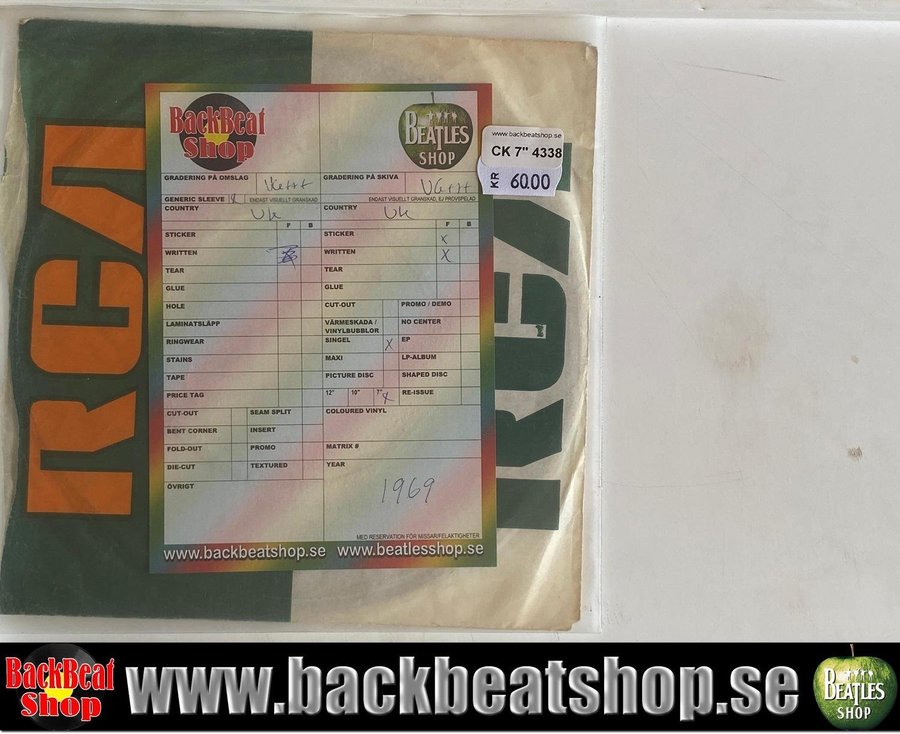 RCA
BackBeat
Shop
BEATLES
SHOP
www.backbeatshop.se
CK 7" 4338
KR 60.00
RCA
GRADERING PÅ OMSLAG
GRADERING PÅ SKIVA
GENERIC SLEEVE X ENDAST VISUELLT GRANSKAD
ENDAST VISUELLT GRANSKAD, EJ PROVSPELAD
COUNTRY Uk
COUNTRY Uk
F B
F B
STICKER
STICKER X
WRITTEN
WRITTEN X
TEAR
TEAR
GLUE
GLUE
HOLE
CUT-OUT
PROMO / DEMO
LAMINATSLÄPP
VÄRMESKADA /
VINYLBUBBLOR
NO CENTER
RINGWEAR
SINGEL X
EP
STAINS
MAXI
LP-ALBUM
TAPE
PICTURE DISC
SHAPED DISC
PRICE TAG
12" 10" 7" X
RE-ISSUE
CUT-OUT
SEAM SPLIT
COLOURED VINYL
BENT CORNER
INSERT
FOLD-OUT
PROMO
MATRIX #
DIE-CUT
TEXTURED
YEAR
ÖVRIGT
1969
MED RESERVATION FÖR MISSAR/FELAKTIGHETER
www.backbeatshop.se www.beatlesshop.se
BackBeat
Shop
www.backbeatshop.se
BEATLES
SHOP